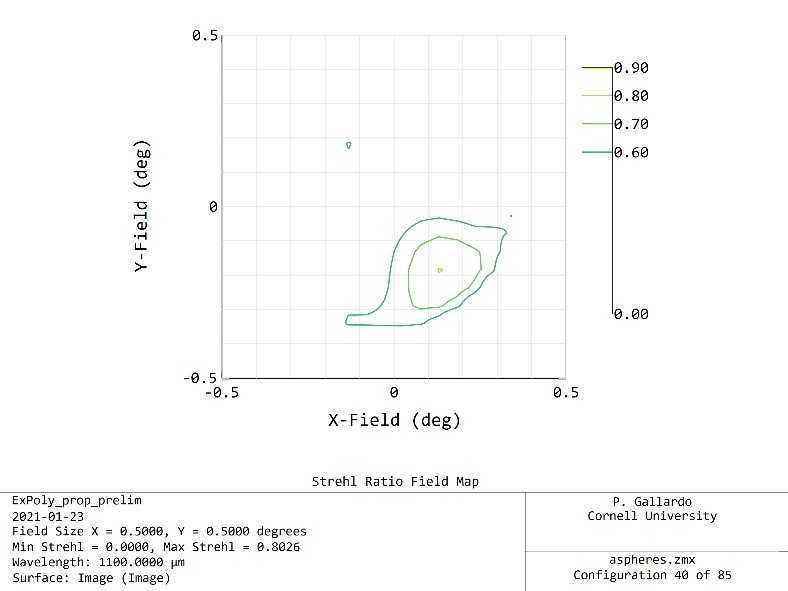 0.5
0
-0.5
Y-Field (deg)
-0.5
0
0.5
X-Field (deg)
0.90
0.80
0.70
0.60
0.00
Strehl Ratio Field Map
ExPoly_prop_prelim
2021-01-23
Field Size X = 0.5000, Y = 0.5000 degrees
Min Strehl = 0.0000, Max Strehl = 0.8026
Wavelength: 1100.0000 µm
Surface: Image (Image)
P. Gallardo
Cornell University
aspheres.zmx
Configuration 40 of 85